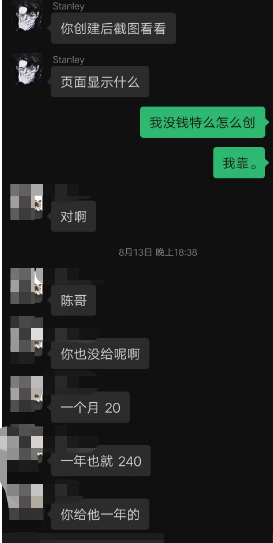 Stanley
你创建后截图看看
Stanley
页面显示什么
我没钱特么怎么创
我靠。
对啊
8月13日 晚上18:38
陈哥
你也没给呢啊
一个月 20
一年也就 240
你给他一年的